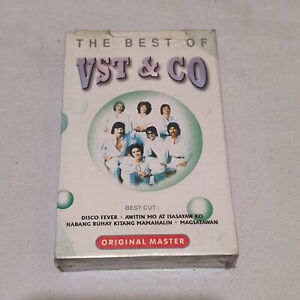 THE BEST OF
VST & CO
BEST CUT :
DISCO FEVER - AWITIN MO AT ISASAYAW KO
HABANG BUHAY KITANG MAMAHALIN - MAGSAYAWAN
ORIGINAL MASTER